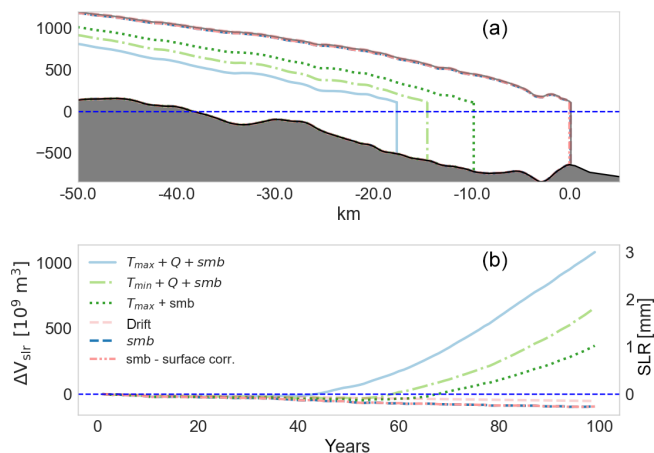 (a)
1000
500
0
−500
-50.0 -40.0 -30.0 -20.0 -10.0 0.0
km
(b)
1000
500
0
ΔV_slr [10^9 m^3]
T_max + Q + smb
T_min + Q + smb
T_max + smb
Drift
smb
smb - surface corr.
3
2
1
0
SLR [mm]
0 20 40 60 80 100
Years